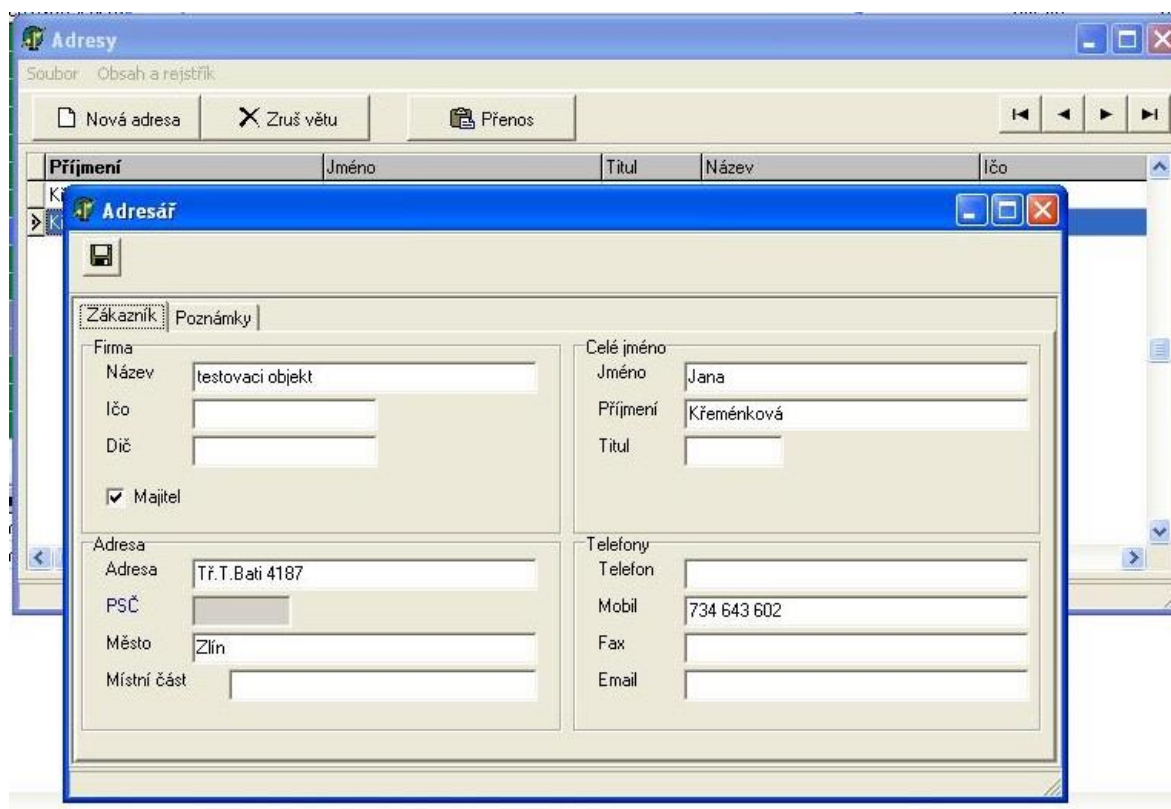 Adresy
Soubor Obsah a rejstřík
Nová adresa Zruš větu Přenos
Příjmení Jméno Titul Název Ičo
Adresář
Zákazník Poznámky
Firma
Název testovaci objekt
Ičo
Dič
Majitel
Celé jméno
Jméno Jana
Příjmení Křeménková
Titul
Adresa
Adresa Tř.T.Bati 4187
PSČ
Město Zlín
Místní část
Telefony
Telefon
Mobil 734 643 602
Fax
Email